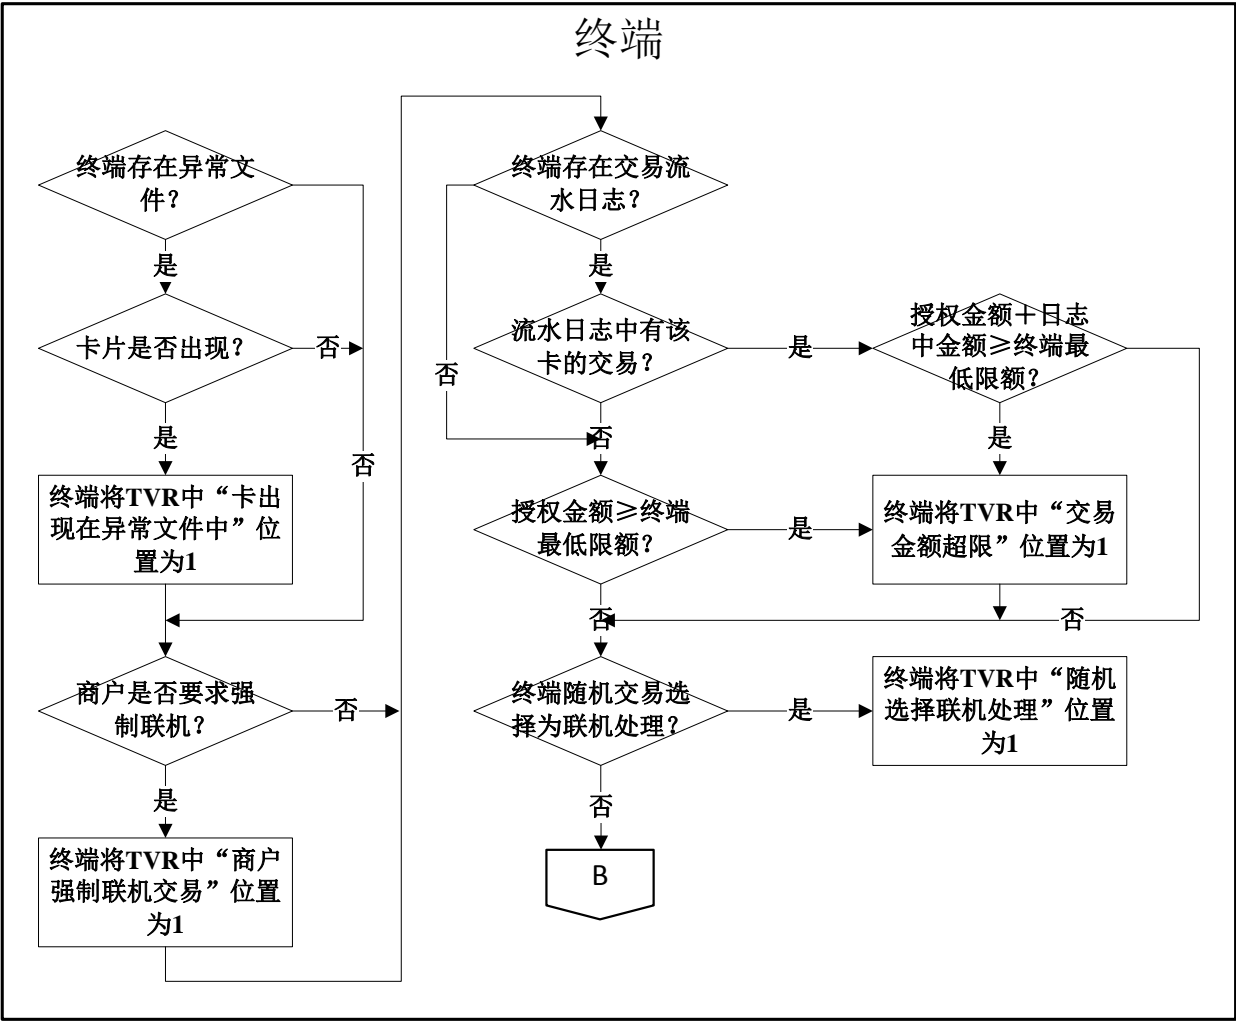 终端
终端存在异常文
件？
是
卡片是否出现？
否
是
否
终端将TVR中“卡出
现在异常文件中”位
置为1
商户是否要求强
制联机？
否
是
终端将TVR中“商户
强制联机交易”位置
为1
终端存在交易流
水日志？
是
否
流水日志中有该
卡的交易？
是
否
授权金额＋日志
中金额≥终端最
低限额？
是
否
授权金额≥终端
最低限额？
是
否
终端将TVR中“交易
金额超限”位置为1
终端随机交易选
择为联机处理？
是
终端将TVR中“随机
选择联机处理”位置
为1
否
B